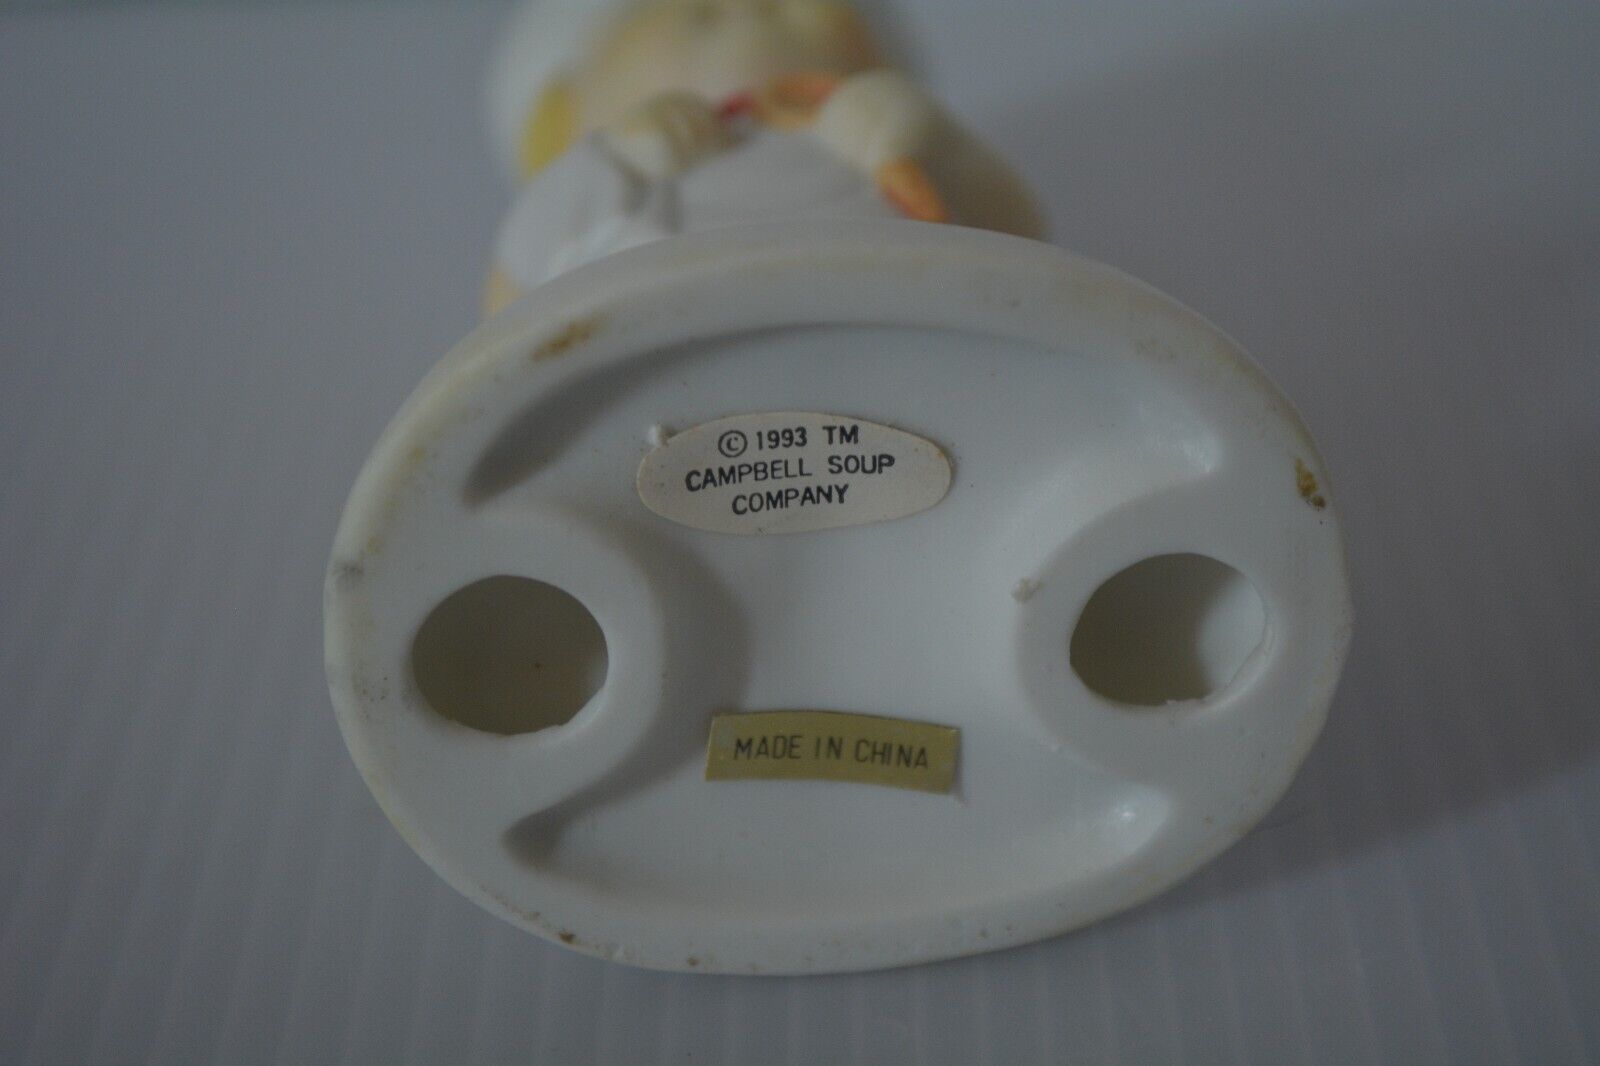 © 1993 TM
CAMPBELL SOUP
COMPANY
MADE IN CHINA